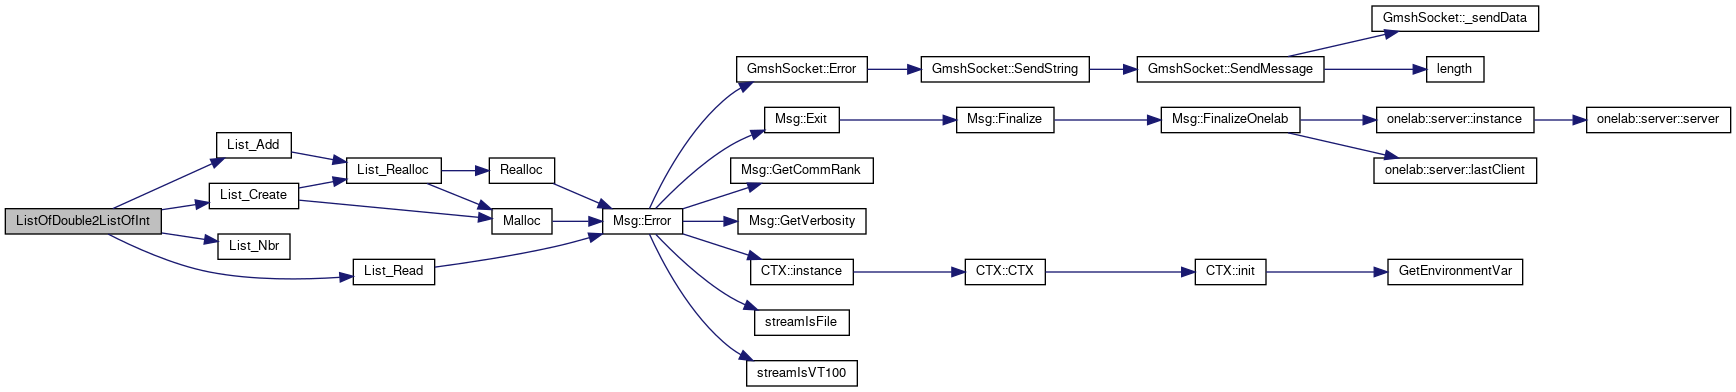 ListOfDouble2ListOfInt
List_Add
List_Create
List_Nbr
List_Read
List_Realloc
Realloc
Malloc
Msg::Error
GmshSocket::Error
GmshSocket::SendString
GmshSocket::SendMessage
GmshSocket::_sendData
length
Msg::Exit
Msg::Finalize
Msg::FinalizeOnelab
onelab::server::instance
onelab::server::server
onelab::server::lastClient
Msg::GetCommRank
Msg::GetVerbosity
CTX::instance
CTX::CTX
CTX::init
GetEnvironmentVar
streamIsFile
streamIsVT100